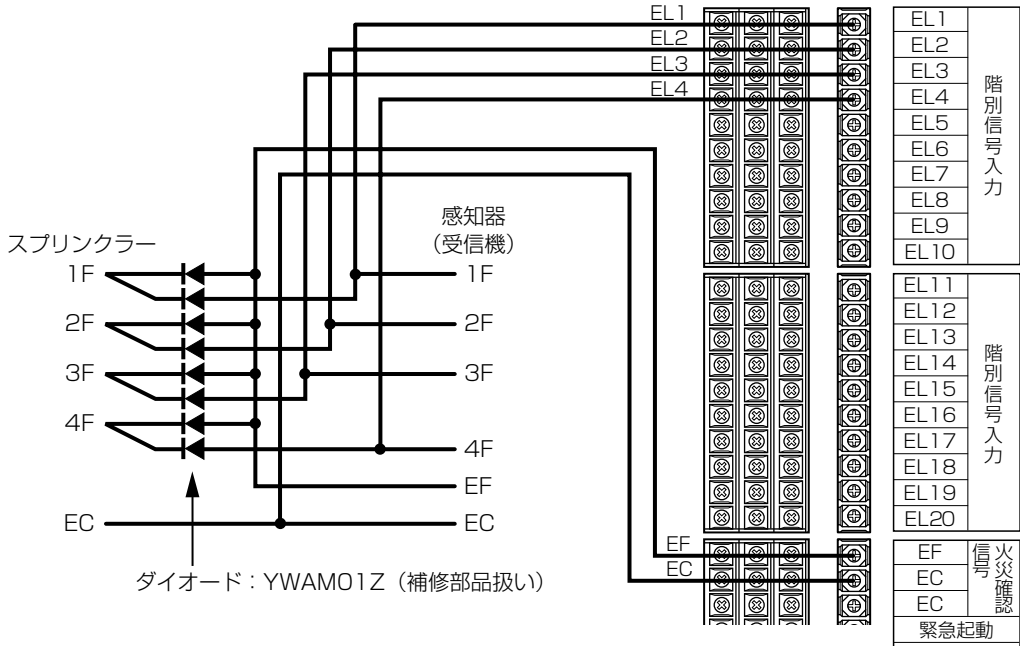 EL1
EL2
EL3
EL4
スプリンクラー
1F
2F
3F
4F
EC
感知器
（受信機）
1F
2F
3F
4F
EF
EC
ダイオード：YWAM01Z（補修部品扱い）
EF
EC
EL1
EL2
EL3
EL4
EL5
EL6
EL7
EL8
EL9
EL10
階別信号入力
EL11
EL12
EL13
EL14
EL15
EL16
EL17
EL18
EL19
EL20
階別信号入力
EF
EC
EC
火災確認
信号
緊急起動